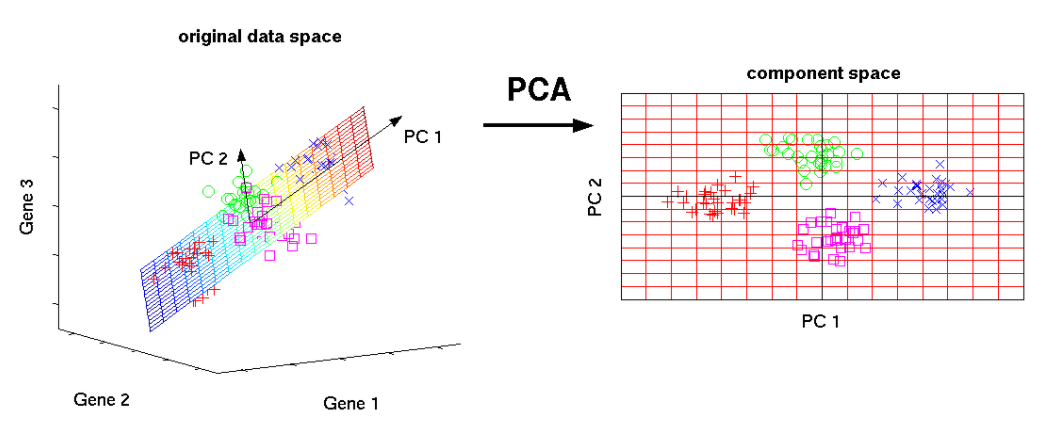 original data space
PCA
component space
PC 1
PC 2
Gene 3
PC 2
Gene 2
Gene 1
PC 1